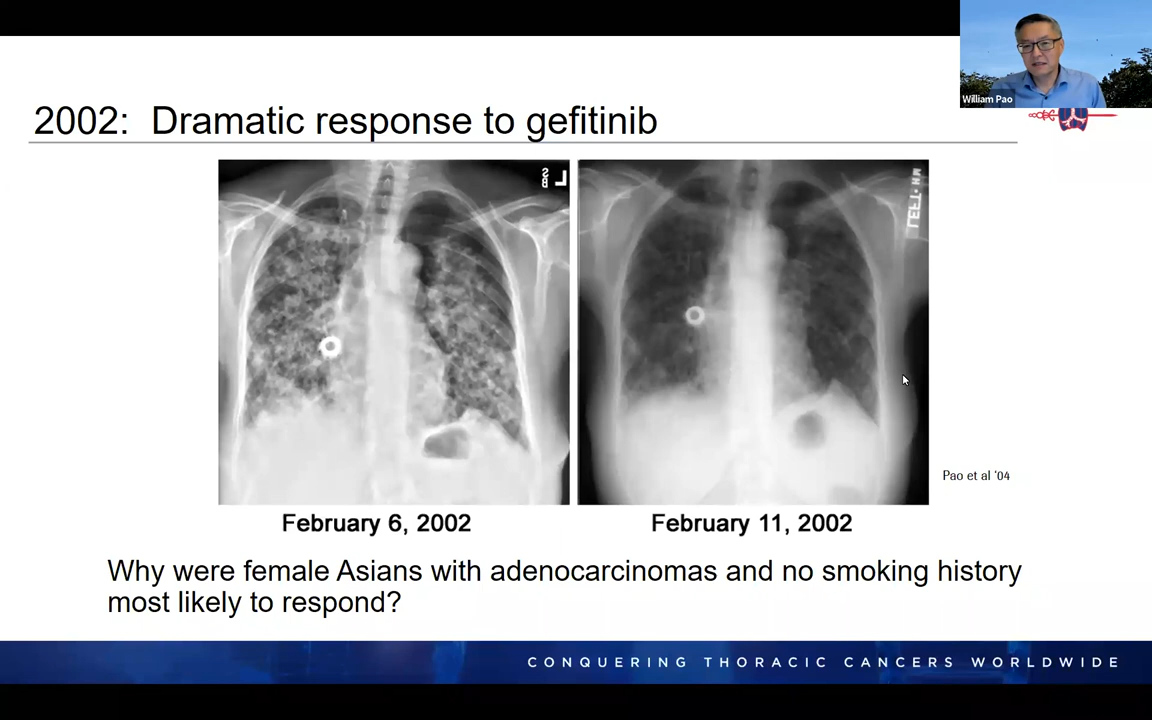 William Pao
2002: Dramatic response to gefitinib
L
LEFT
Pao et al '04
February 6, 2002
February 11, 2002
Why were female Asians with adenocarcinomas and no smoking history
most likely to respond?
CONQUERING THORACIC CANCERS WORLDWIDE